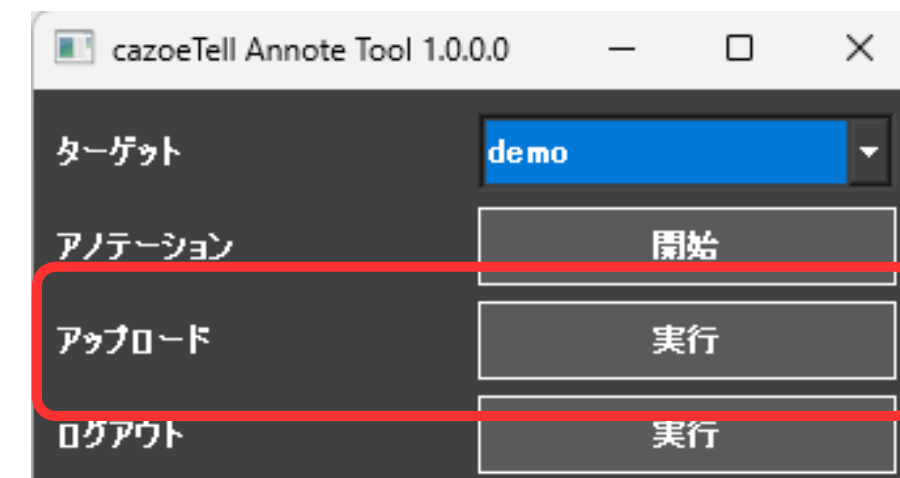 cazoeTell Annote Tool 1.0.0.0
ターゲット demo
アノテーション 開始
アップロード 実行
ログアウト 実行